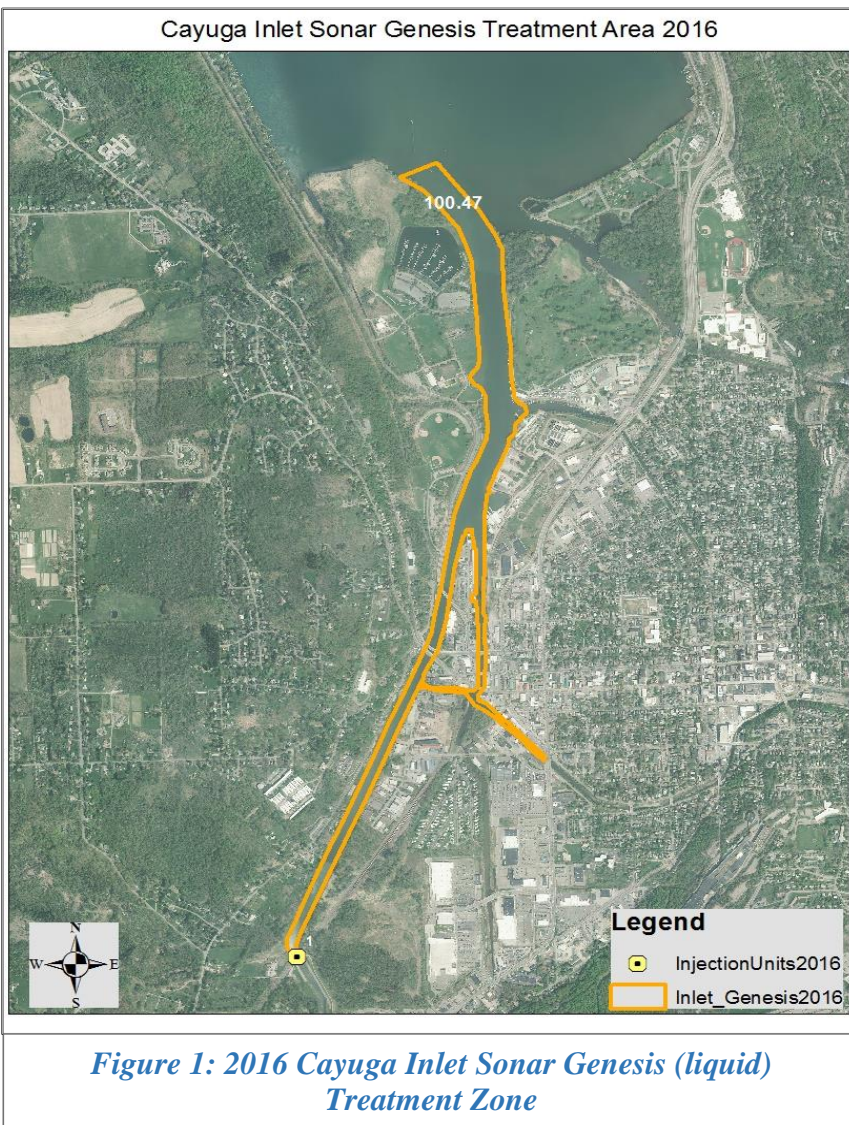 Cayuga Inlet Sonar Genesis Treatment Area 2016
100.47
1
N
W E
S
Legend
InjectionUnits2016
Inlet_Genesis2016
Figure 1: 2016 Cayuga Inlet Sonar Genesis (liquid)
Treatment Zone